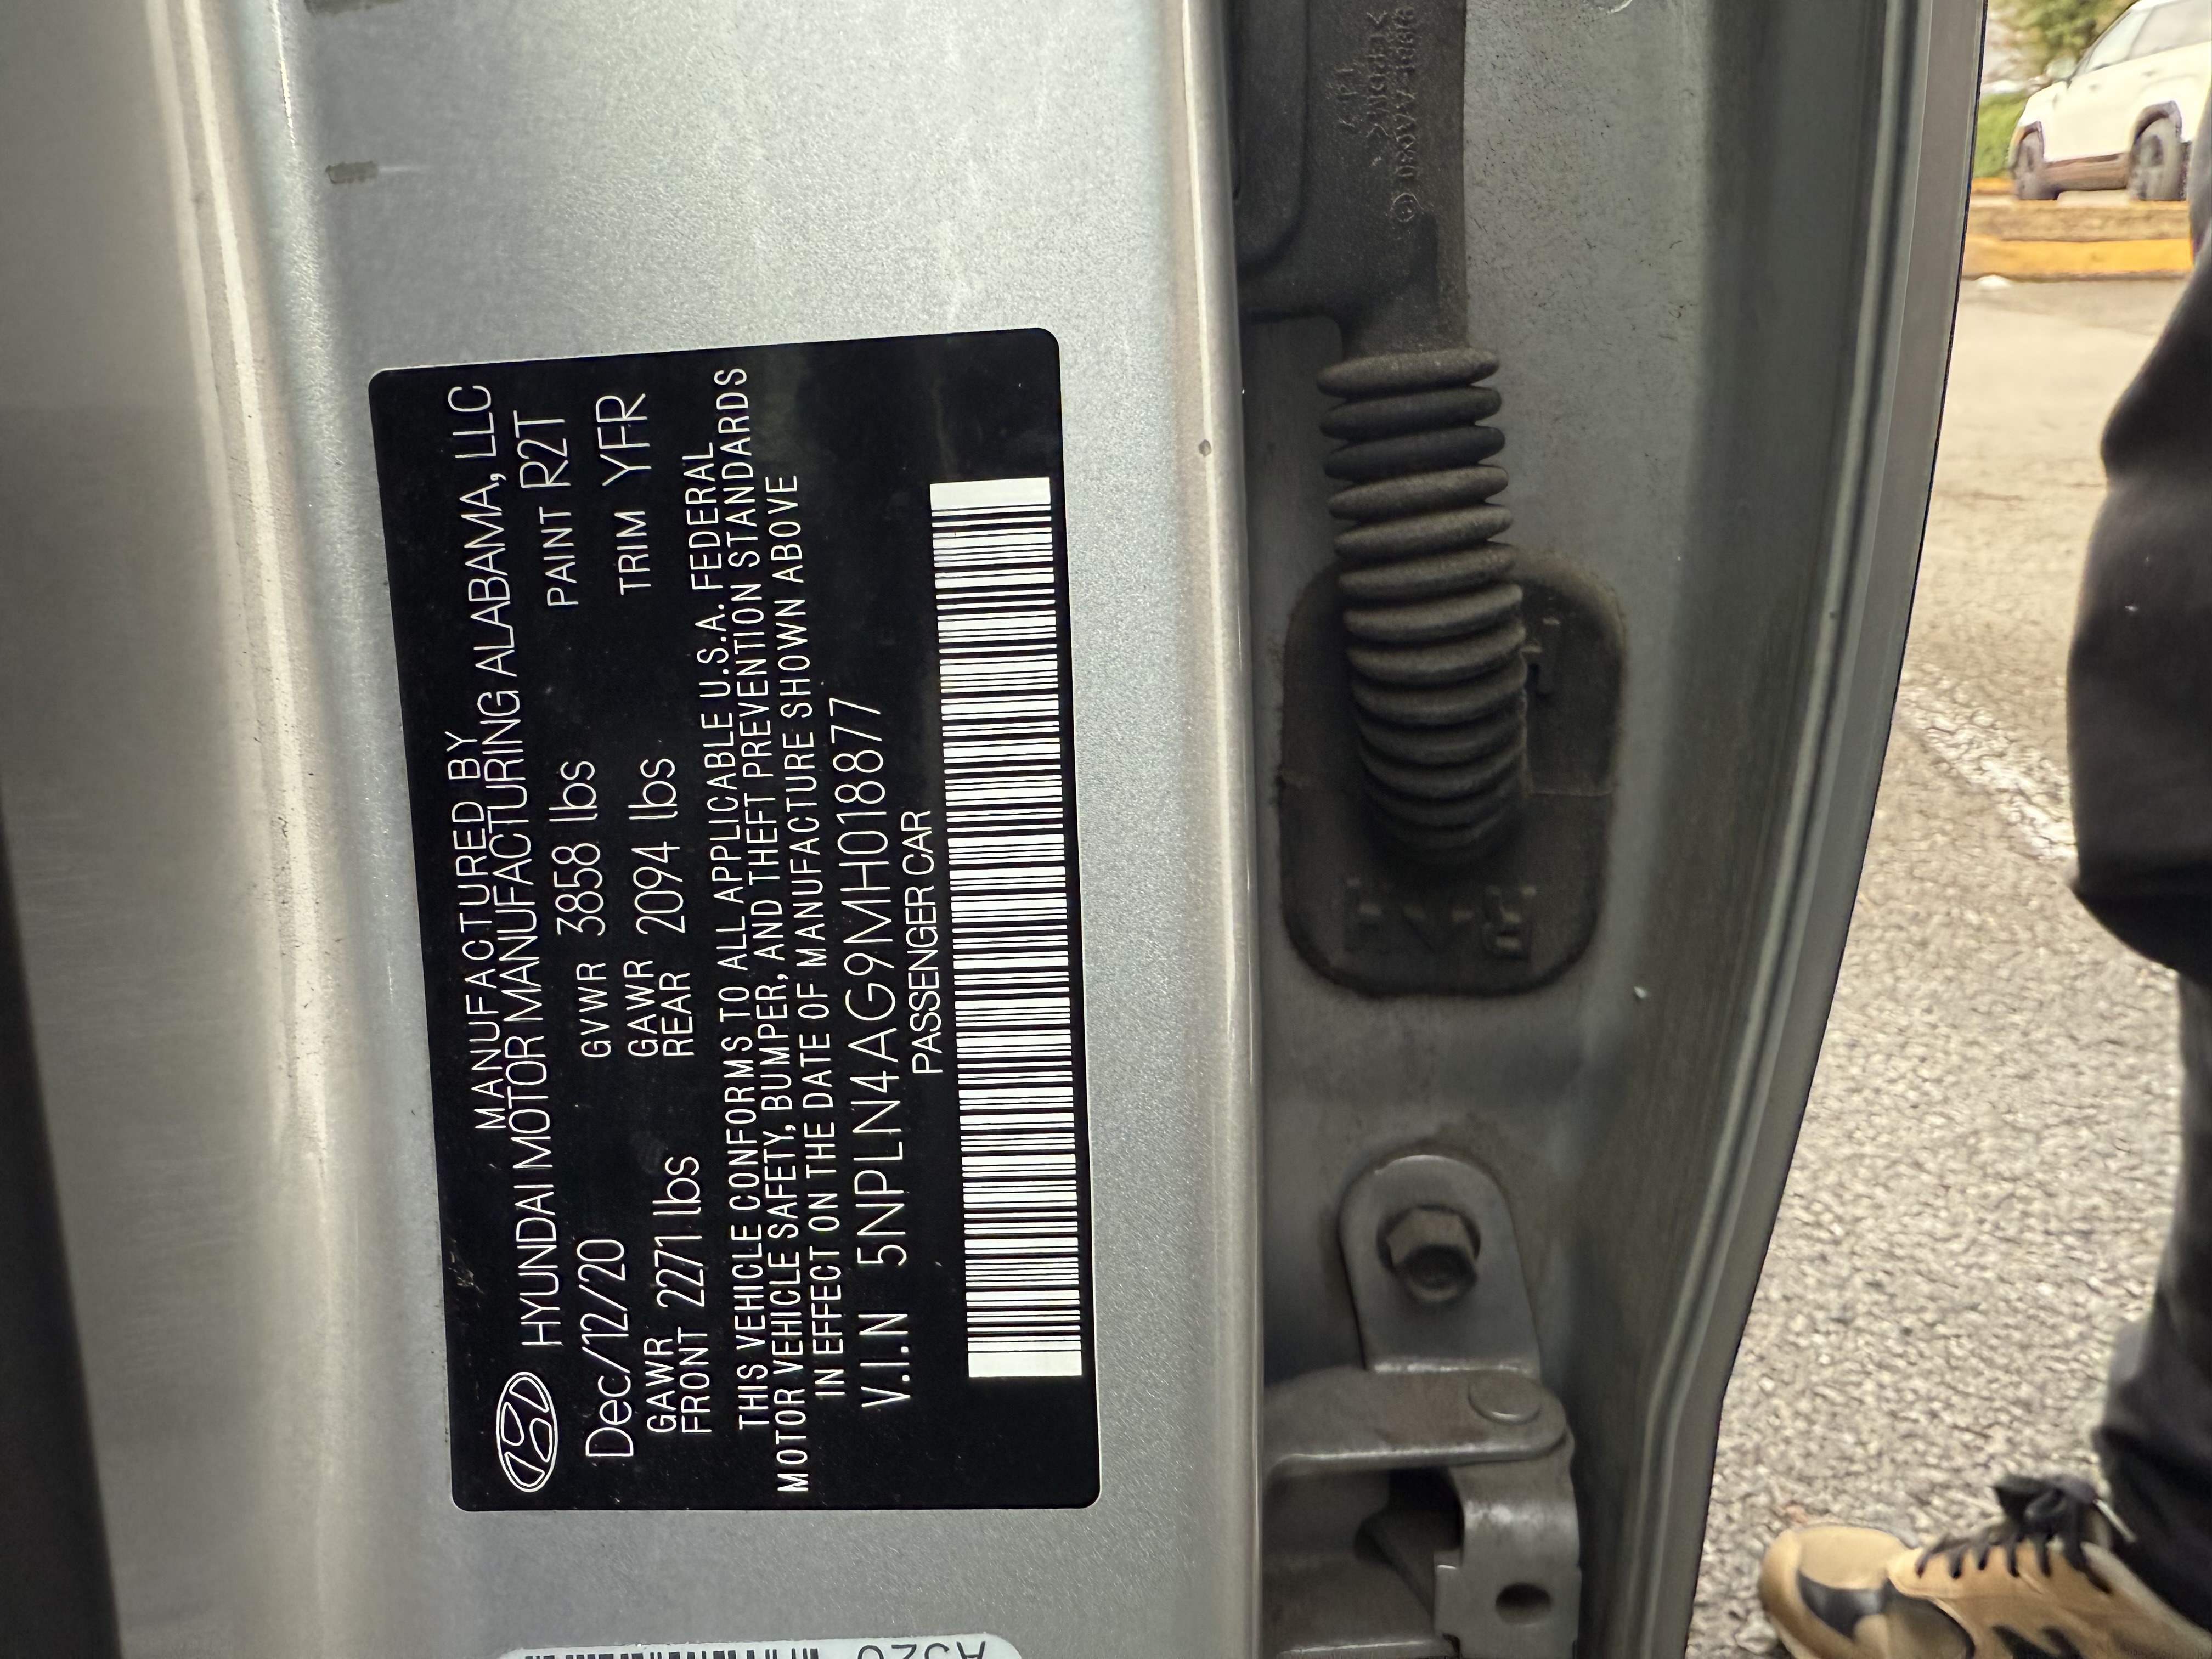 MANUFACTURED BY
HYUNDAI MOTOR MANUFACTURING ALABAMA, LLC
Dec/12/20 GVWR 3858 lbs PAINT R2T
GAWR FRONT 2271 lbs GAWR REAR 2094 lbs TRIM YFR
THIS VEHICLE CONFORMS TO ALL APPLICABLE U.S.A. FEDERAL
MOTOR VEHICLE SAFETY, BUMPER, AND THEFT PREVENTION STANDARDS
IN EFFECT ON THE DATE OF MANUFACTURE SHOWN ABOVE
V.I.N 5NPLN4AG9MH018877
PASSENGER CAR